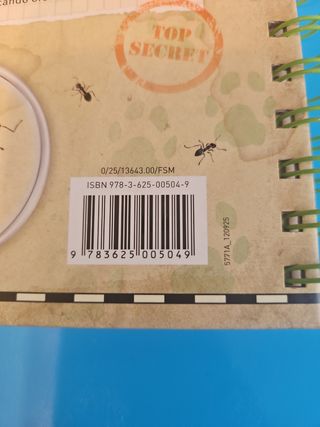 TOP
SECRET
0/25/13643.00/FSM
ISBN 978-3-625-00504-9
9 783625 005049
5771A_120925